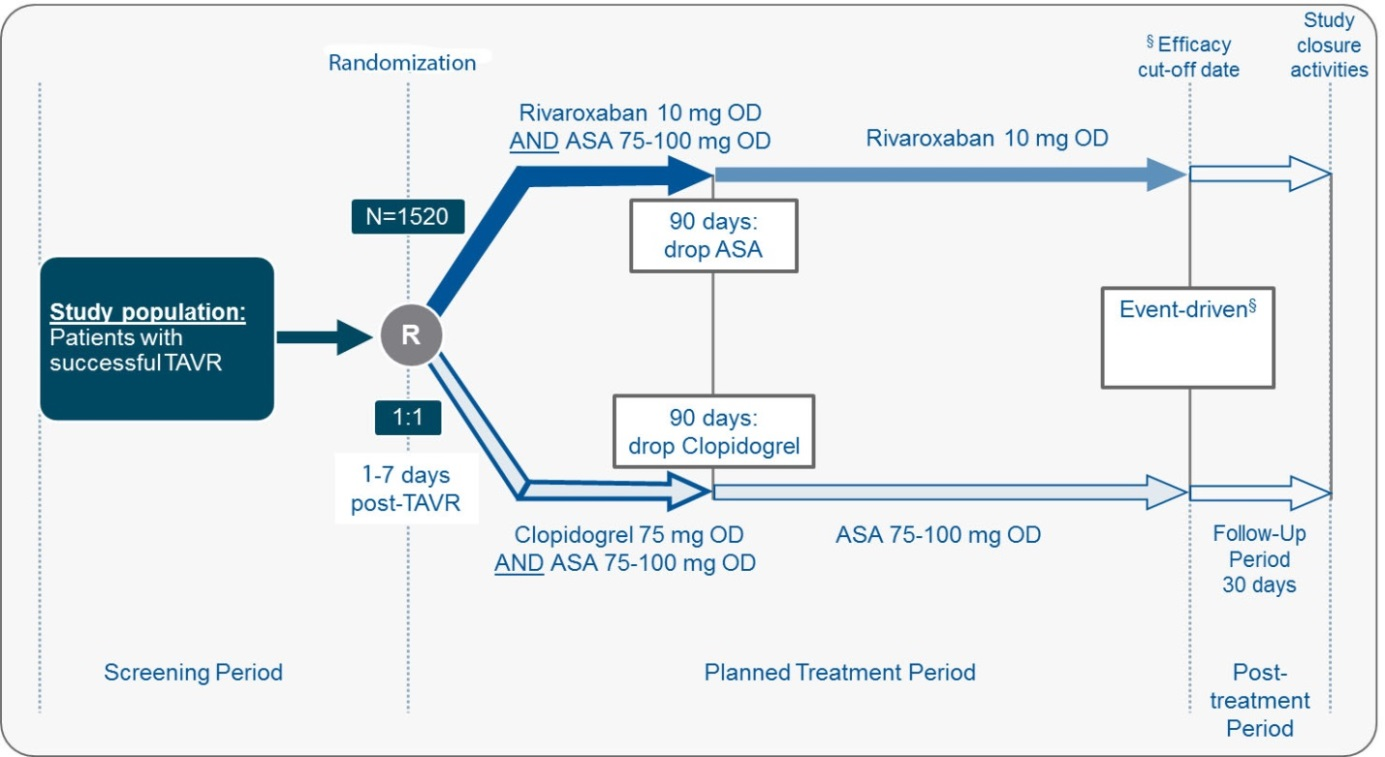 Study
closure
activities
§ Efficacy
cut-off date
Randomization
Rivaroxaban 10 mg OD
AND ASA 75-100 mg OD
Rivaroxaban 10 mg OD
N=1520
90 days:
drop ASA
Study population:
Patients with
successful TAVR
R
Event-driven§
1:1
90 days:
drop Clopidogrel
1-7 days
post-TAVR
Clopidogrel 75 mg OD
AND ASA 75-100 mg OD
ASA 75-100 mg OD
Follow-Up
Period
30 days
Screening Period
Planned Treatment Period
Post-
treatment
Period